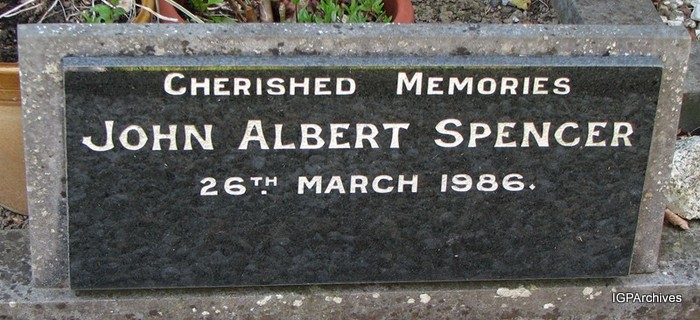 CHERISHED MEMORIES
JOHN ALBERT SPENCER
26TH MARCH 1986.
IGPArchives